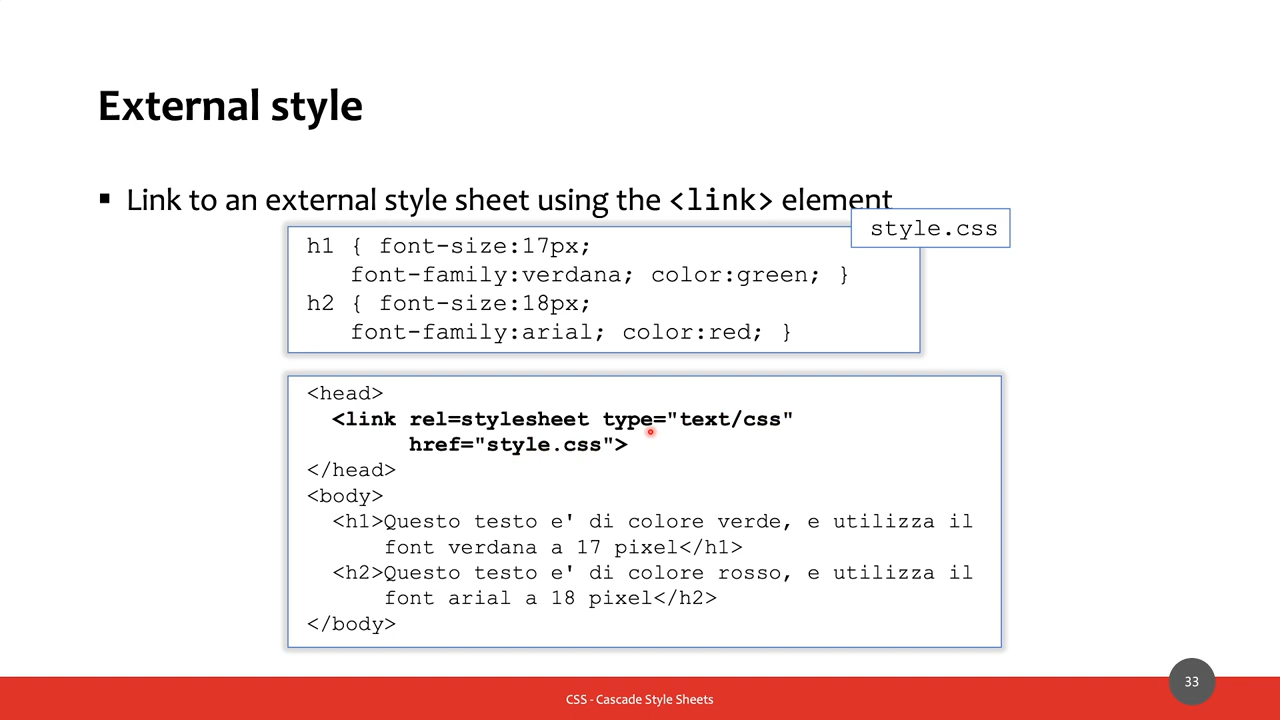 External style
▪ Link to an external style sheet using the <link> element
style.css
h1 { font-size:17px;
font-family:verdana; color:green; }
h2 { font-size:18px;
font-family:arial; color:red; }
<head>
<link rel=stylesheet type="text/css"
href="style.css">
</head>
<body>
<h1>Questo testo e' di colore verde, e utilizza il
font verdana a 17 pixel</h1>
<h2>Questo testo e' di colore rosso, e utilizza il
font arial a 18 pixel</h2>
</body>
CSS - Cascade Style Sheets
33